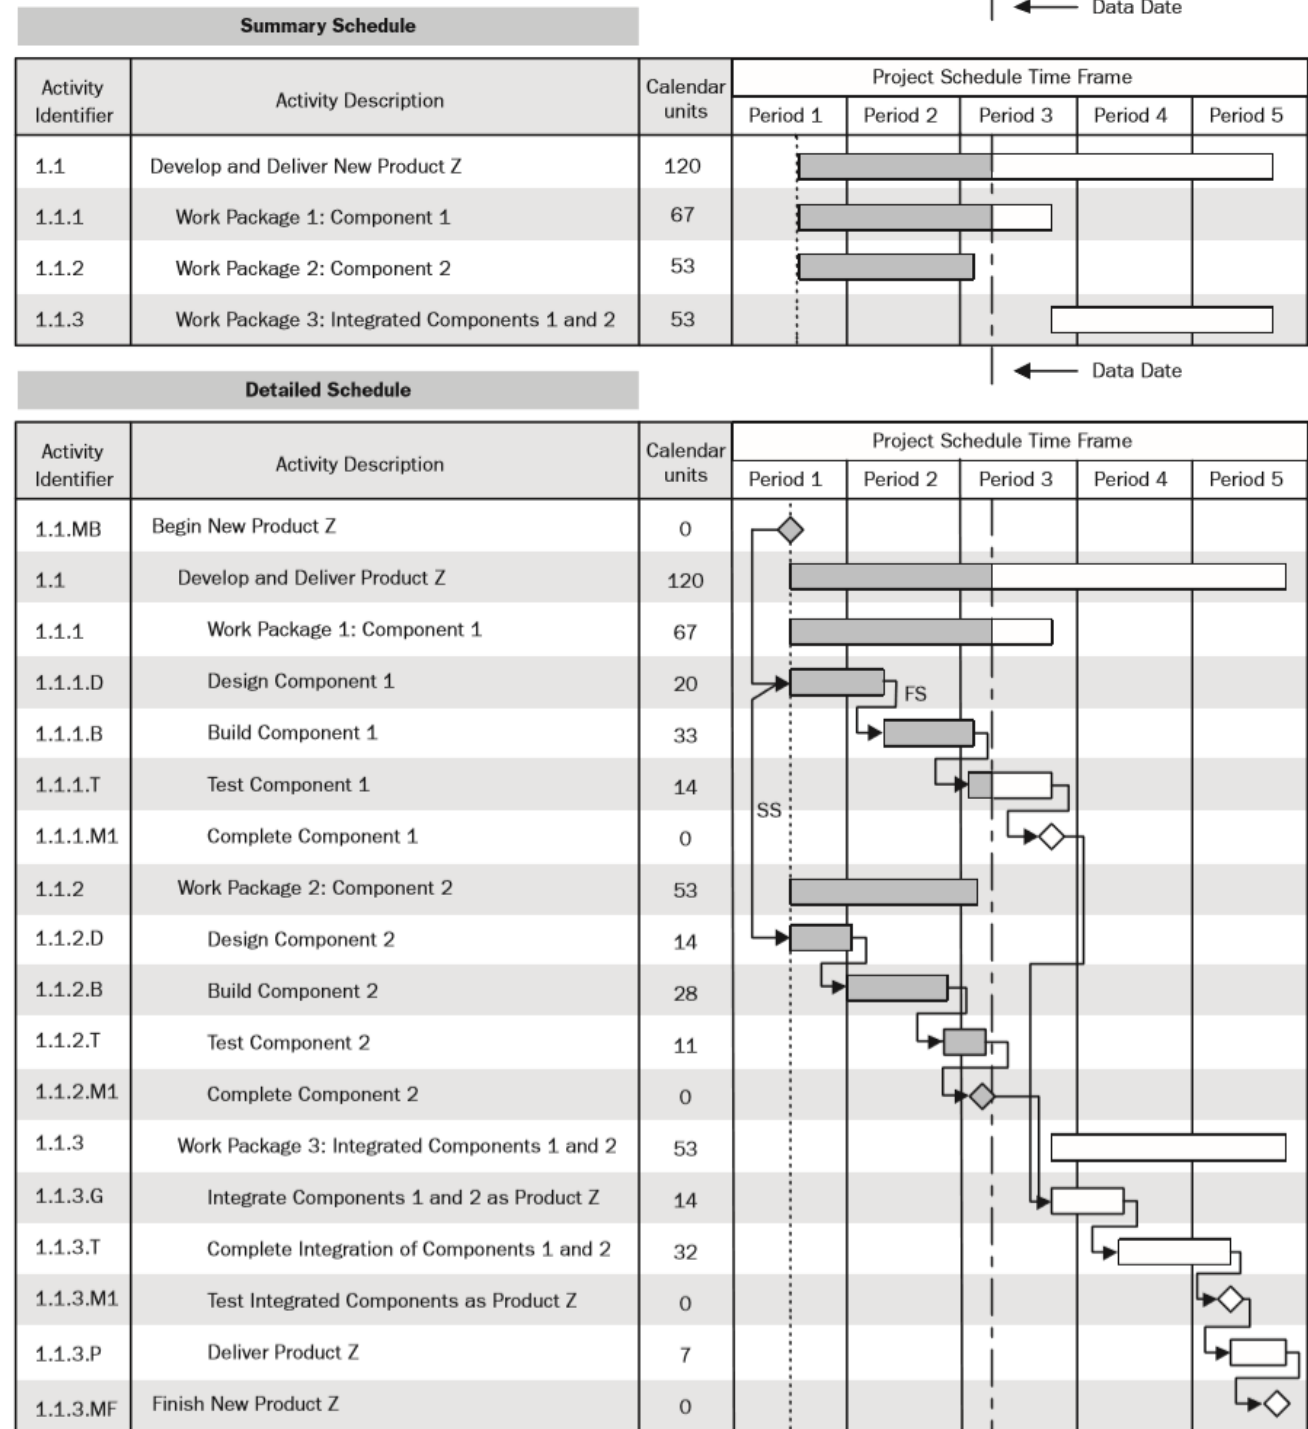 Data Date
Summary Schedule
Activity Identifier Activity Description Calendar units Project Schedule Time Frame
Period 1 Period 2 Period 3 Period 4 Period 5
1.1 Develop and Deliver New Product Z 120
1.1.1 Work Package 1: Component 1 67
1.1.2 Work Package 2: Component 2 53
1.1.3 Work Package 3: Integrated Components 1 and 2 53
Data Date
Detailed Schedule
Activity Identifier Activity Description Calendar units Project Schedule Time Frame
Period 1 Period 2 Period 3 Period 4 Period 5
1.1.MB Begin New Product Z 0
1.1 Develop and Deliver Product Z 120
1.1.1 Work Package 1: Component 1 67
1.1.1.D Design Component 1 20
FS
1.1.1.B Build Component 1 33
1.1.1.T Test Component 1 14
SS
1.1.1.M1 Complete Component 1 0
1.1.2 Work Package 2: Component 2 53
1.1.2.D Design Component 2 14
1.1.2.B Build Component 2 28
1.1.2.T Test Component 2 11
1.1.2.M1 Complete Component 2 0
1.1.3 Work Package 3: Integrated Components 1 and 2 53
1.1.3.G Integrate Components 1 and 2 as Product Z 14
1.1.3.T Complete Integration of Components 1 and 2 32
1.1.3.M1 Test Integrated Components as Product Z 0
1.1.3.P Deliver Product Z 7
1.1.3.MF Finish New Product Z 0